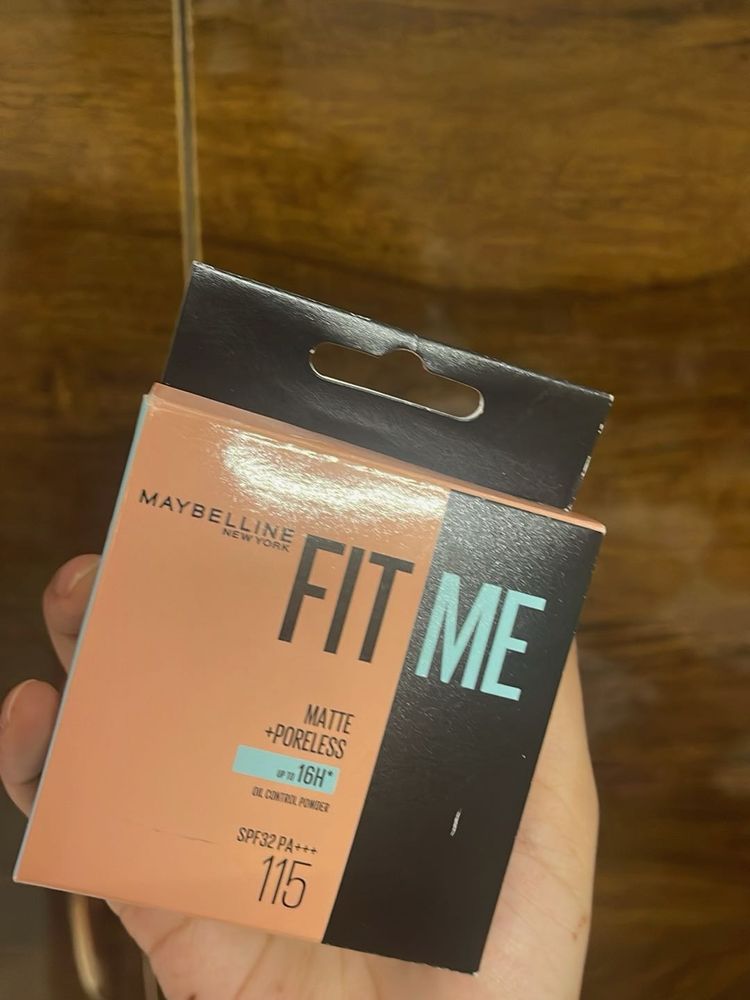 MAYBELLINE
NEW YORK
FIT ME
MATTE
+PORELESS
UP TO 16H*
OIL CONTROL POWDER
SPF32 PA+++
115